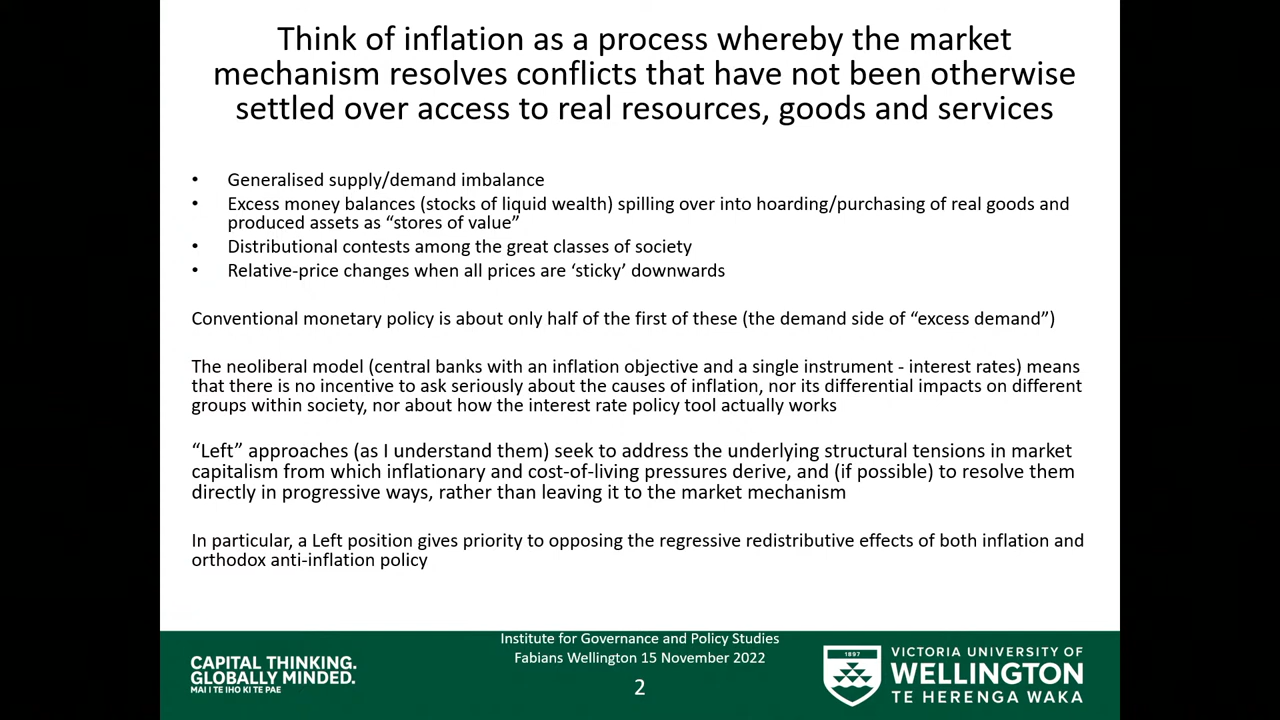 Think of inflation as a process whereby the market
mechanism resolves conflicts that have not been otherwise
settled over access to real resources, goods and services
• Generalised supply/demand imbalance
• Excess money balances (stocks of liquid wealth) spilling over into hoarding/purchasing of real goods and
produced assets as “stores of value”
• Distributional contests among the great classes of society
• Relative-price changes when all prices are ‘sticky’ downwards
Conventional monetary policy is about only half of the first of these (the demand side of “excess demand”)
The neoliberal model (central banks with an inflation objective and a single instrument - interest rates) means
that there is no incentive to ask seriously about the causes of inflation, nor its differential impacts on different
groups within society, nor about how the interest rate policy tool actually works
“Left” approaches (as I understand them) seek to address the underlying structural tensions in market
capitalism from which inflationary and cost-of-living pressures derive, and (if possible) to resolve them
directly in progressive ways, rather than leaving it to the market mechanism
In particular, a Left position gives priority to opposing the regressive redistributive effects of both inflation and
orthodox anti-inflation policy
CAPITAL THINKING.
GLOBALLY MINDED.
MAI I TE IHO KI TE PAE
Institute for Governance and Policy Studies
Fabians Wellington 15 November 2022
2
1897
VICTORIA UNIVERSITY OF
WELLINGTON
TE HERENGA WAKA